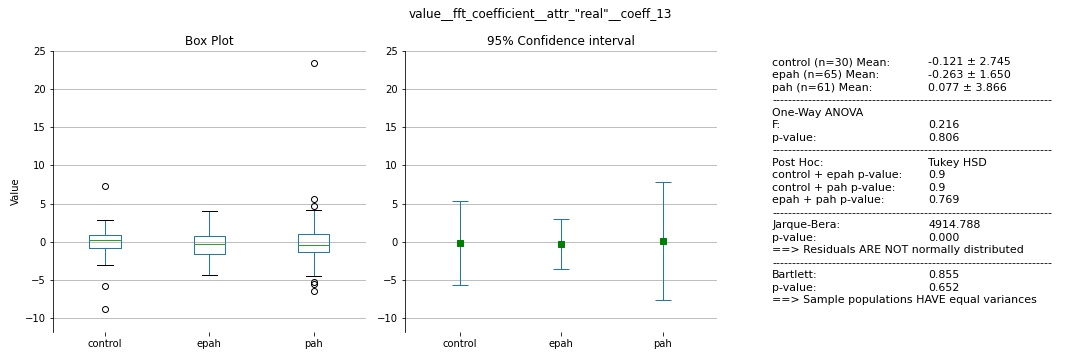 value__fft_coefficient__attr_"real"__coeff_13
Box Plot
25
20
15
10
5
0
−5
−10
Value
control
epah
pah
95% Confidence interval
25
20
15
10
5
0
−5
−10
control
epah
pah
control (n=30) Mean: -0.121 ± 2.745
epah (n=65) Mean: -0.263 ± 1.650
pah (n=61) Mean: 0.077 ± 3.866
One-Way ANOVA
F: 0.216
p-value: 0.806
Post Hoc: Tukey HSD
control + epah p-value: 0.9
control + pah p-value: 0.9
epah + pah p-value: 0.769
Jarque-Bera: 4914.788
p-value: 0.000
==> Residuals ARE NOT normally distributed
Bartlett: 0.855
p-value: 0.652
==> Sample populations HAVE equal variances